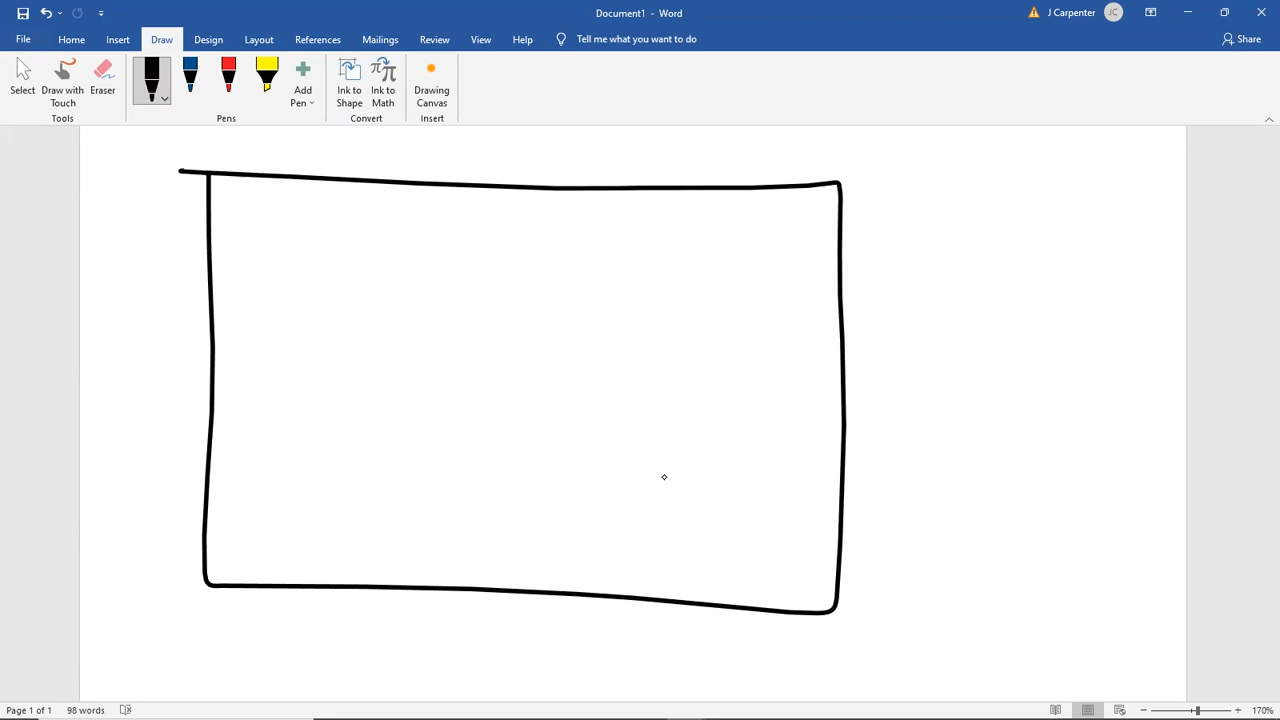 Document1 - Word
J Carpenter
JC
File
Home
Insert
Draw
Design
Layout
References
Mailings
Review
View
Help
Tell me what you want to do
Share
Select
Draw with
Touch
Eraser
Add
Pen
Ink to
Shape
Ink to
Math
Drawing
Canvas
Tools
Pens
Convert
Insert
Page 1 of 1
98 words
170%